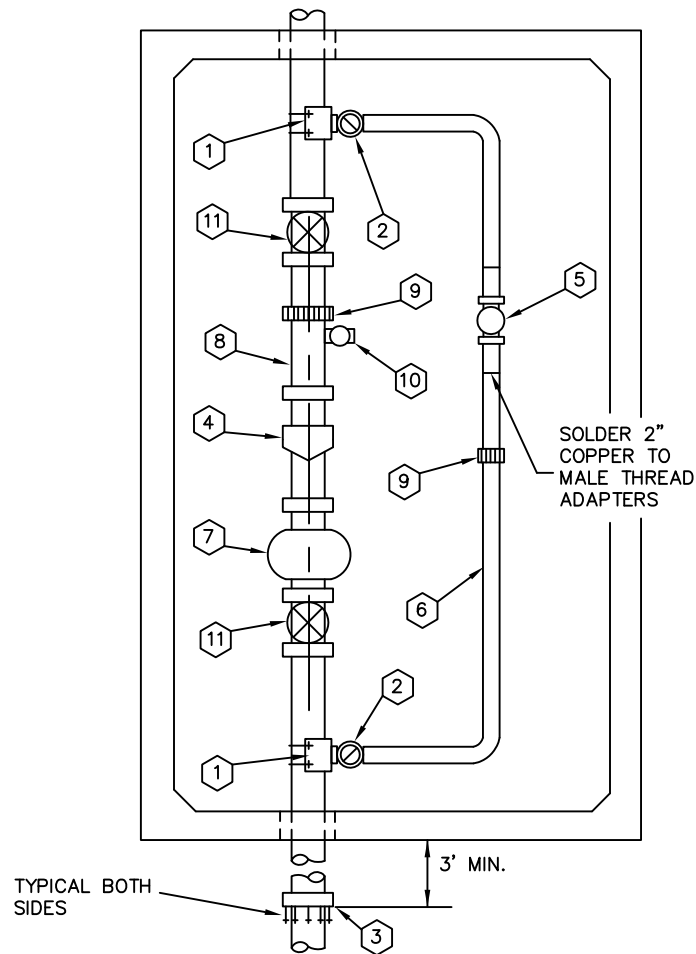 1
2
11
9
5
8
10
4
SOLDER 2"
COPPER TO
MALE THREAD
ADAPTERS
9
7
6
11
2
1
3' MIN.
TYPICAL BOTH
SIDES
3